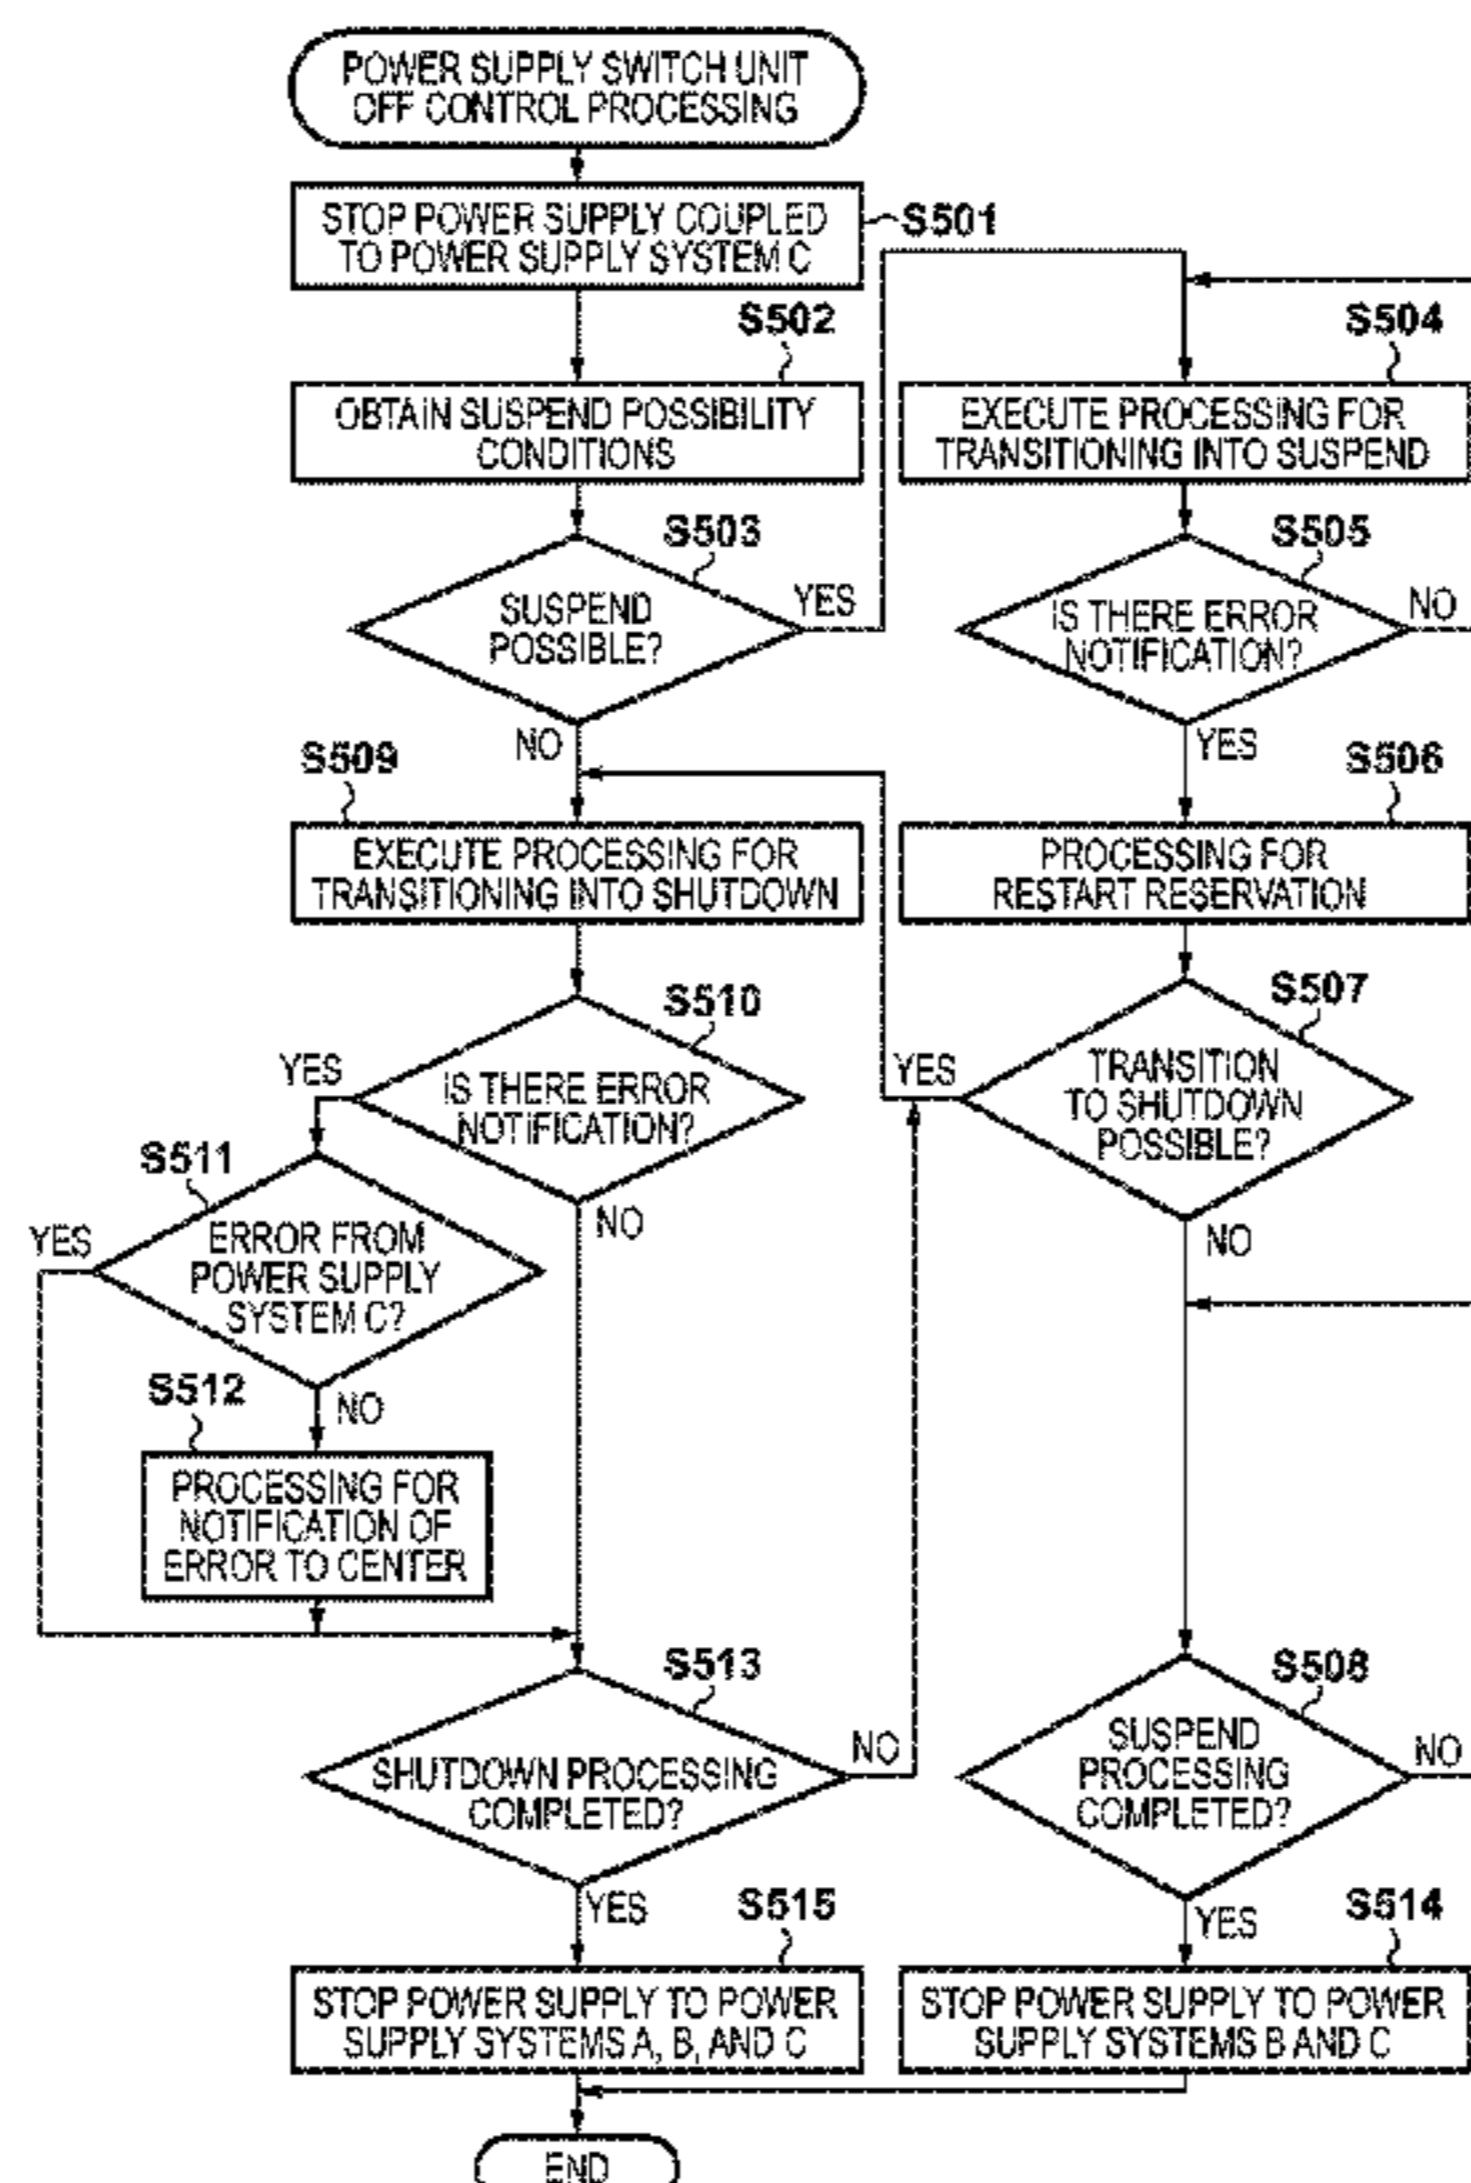 POWER SUPPLY SWITCH UNIT
OFF CONTROL PROCESSING
STOP POWER SUPPLY COUPLED
TO POWER SUPPLY SYSTEM C
S501
S502
OBTAIN SUSPEND POSSIBILITY
CONDITIONS
S503
SUSPEND
POSSIBLE?
YES
NO
S504
EXECUTE PROCESSING FOR
TRANSITIONING INTO SUSPEND
S505
IS THERE ERROR
NOTIFICATION?
NO
YES
S506
PROCESSING FOR
RESTART RESERVATION
S507
TRANSITION
TO SHUTDOWN
POSSIBLE?
YES
NO
S509
EXECUTE PROCESSING FOR
TRANSITIONING INTO SHUTDOWN
S510
IS THERE ERROR
NOTIFICATION?
YES
NO
S511
ERROR FROM
POWER SUPPLY
SYSTEM C?
YES
NO
S512
PROCESSING FOR
NOTIFICATION OF
ERROR TO CENTER
S513
SHUTDOWN PROCESSING
COMPLETED?
NO
YES
S508
SUSPEND
PROCESSING
COMPLETED?
NO
YES
S515
STOP POWER SUPPLY TO POWER
SUPPLY SYSTEMS A, B, AND C
S514
STOP POWER SUPPLY TO POWER
SUPPLY SYSTEMS B AND C
END